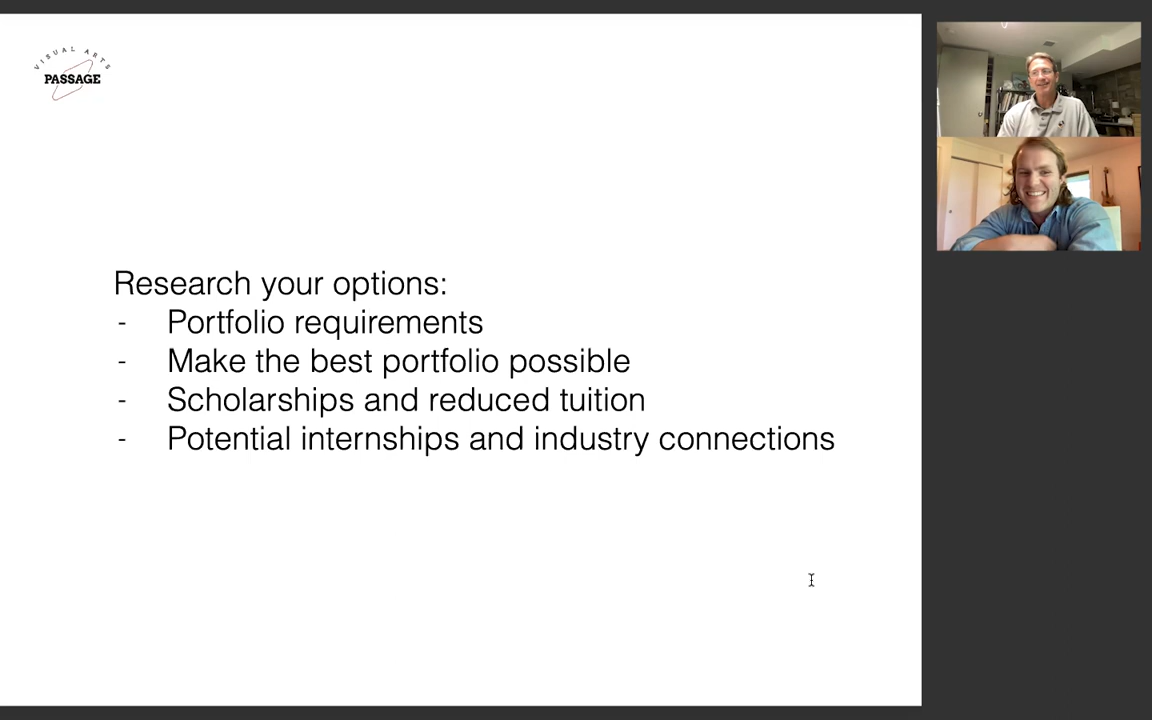 VISUAL ARTS
PASSAGE
Research your options:
- Portfolio requirements
- Make the best portfolio possible
- Scholarships and reduced tuition
- Potential internships and industry connections